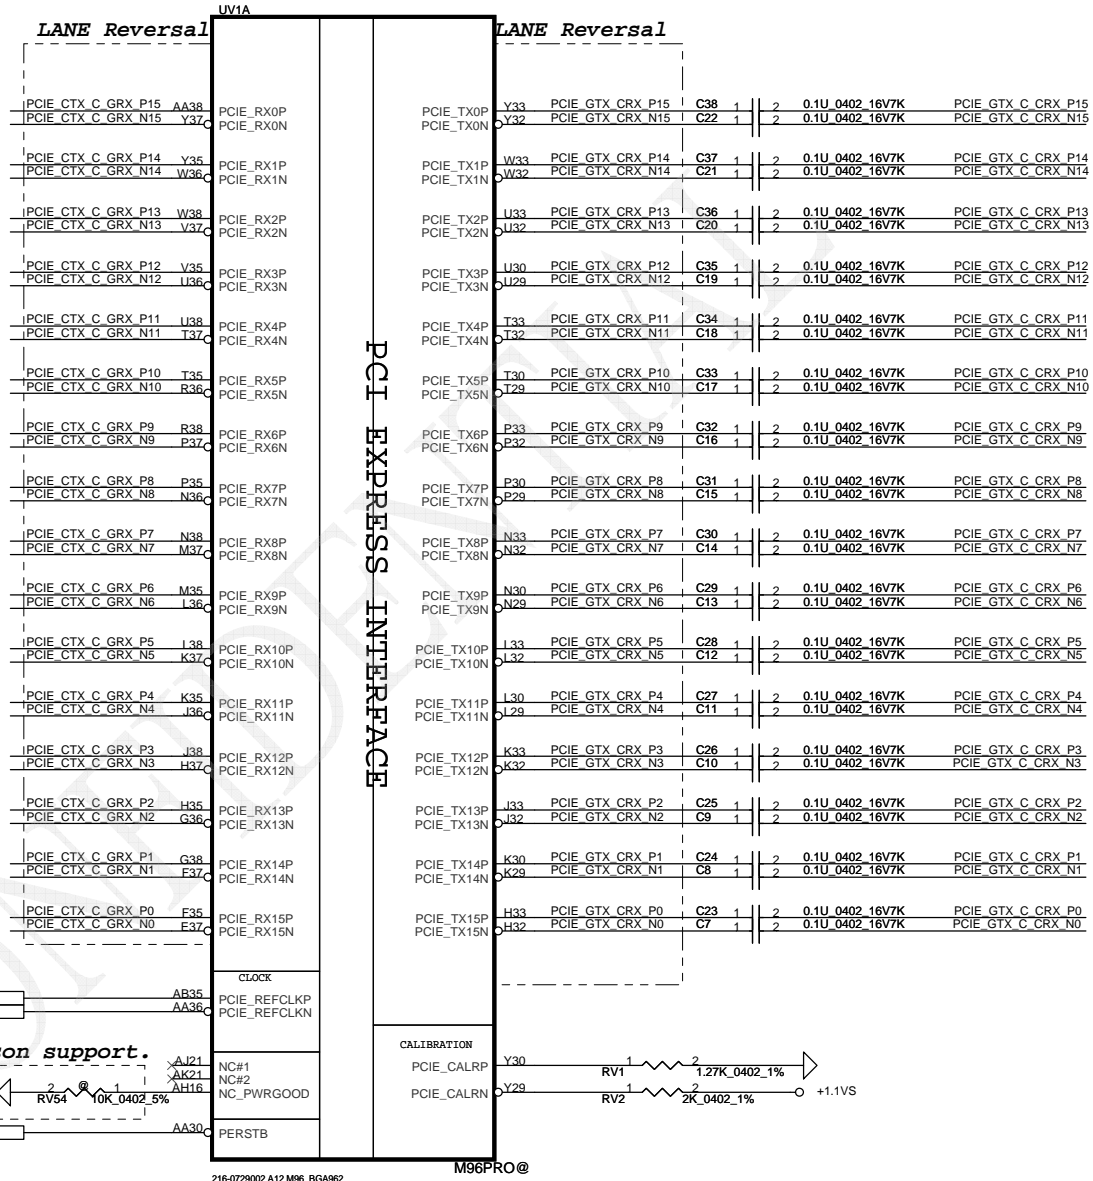 UV1A
LANE Reversal LANE Reversal
PCIE_CTX_C_GRX_P15 AA38 PCIE_RX0P PCIE_TX0P Y33 PCIE_GTX_CRX_P15 C38 1 2 0.1U_0402_16V7K PCIE_GTX_C_CRX_P15
PCIE_CTX_C_GRX_N15 Y37 PCIE_RX0N PCIE_TX0N Y32 PCIE_GTX_CRX_N15 C22 1 2 0.1U_0402_16V7K PCIE_GTX_C_CRX_N15
PCIE_CTX_C_GRX_P14 Y35 PCIE_RX1P PCIE_TX1P W33 PCIE_GTX_CRX_P14 C37 1 2 0.1U_0402_16V7K PCIE_GTX_C_CRX_P14
PCIE_CTX_C_GRX_N14 W36 PCIE_RX1N PCIE_TX1N W32 PCIE_GTX_CRX_N14 C21 1 2 0.1U_0402_16V7K PCIE_GTX_C_CRX_N14
PCIE_CTX_C_GRX_P13 W38 PCIE_RX2P PCIE_TX2P U33 PCIE_GTX_CRX_P13 C36 1 2 0.1U_0402_16V7K PCIE_GTX_C_CRX_P13
PCIE_CTX_C_GRX_N13 V37 PCIE_RX2N PCIE_TX2N U32 PCIE_GTX_CRX_N13 C20 1 2 0.1U_0402_16V7K PCIE_GTX_C_CRX_N13
PCIE_CTX_C_GRX_P12 V35 PCIE_RX3P PCIE_TX3P U30 PCIE_GTX_CRX_P12 C35 1 2 0.1U_0402_16V7K PCIE_GTX_C_CRX_P12
PCIE_CTX_C_GRX_N12 U36 PCIE_RX3N PCIE_TX3N U29 PCIE_GTX_CRX_N12 C19 1 2 0.1U_0402_16V7K PCIE_GTX_C_CRX_N12
PCIE_CTX_C_GRX_P11 U38 PCIE_RX4P PCIE_TX4P T33 PCIE_GTX_CRX_P11 C34 1 2 0.1U_0402_16V7K PCIE_GTX_C_CRX_P11
PCIE_CTX_C_GRX_N11 T37 PCIE_RX4N PCIE_TX4N T32 PCIE_GTX_CRX_N11 C18 1 2 0.1U_0402_16V7K PCIE_GTX_C_CRX_N11
PCIE_CTX_C_GRX_P10 T35 PCIE_RX5P PCIE_TX5P T30 PCIE_GTX_CRX_P10 C33 1 2 0.1U_0402_16V7K PCIE_GTX_C_CRX_P10
PCIE_CTX_C_GRX_N10 R36 PCIE_RX5N PCIE_TX5N T29 PCIE_GTX_CRX_N10 C17 1 2 0.1U_0402_16V7K PCIE_GTX_C_CRX_N10
PCIE_CTX_C_GRX_P9 R38 PCIE_RX6P PCIE_TX6P P33 PCIE_GTX_CRX_P9 C32 1 2 0.1U_0402_16V7K PCIE_GTX_C_CRX_P9
PCIE_CTX_C_GRX_N9 P37 PCIE_RX6N PCIE_TX6N P32 PCIE_GTX_CRX_N9 C16 1 2 0.1U_0402_16V7K PCIE_GTX_C_CRX_N9
PCIE_CTX_C_GRX_P8 P35 PCIE_RX7P PCIE_TX7P P30 PCIE_GTX_CRX_P8 C31 1 2 0.1U_0402_16V7K PCIE_GTX_C_CRX_P8
PCIE_CTX_C_GRX_N8 N36 PCIE_RX7N PCIE_TX7N P29 PCIE_GTX_CRX_N8 C15 1 2 0.1U_0402_16V7K PCIE_GTX_C_CRX_N8
PCIE_CTX_C_GRX_P7 N38 PCIE_RX8P PCIE_TX8P N33 PCIE_GTX_CRX_P7 C30 1 2 0.1U_0402_16V7K PCIE_GTX_C_CRX_P7
PCIE_CTX_C_GRX_N7 M37 PCIE_RX8N PCIE_TX8N N32 PCIE_GTX_CRX_N7 C14 1 2 0.1U_0402_16V7K PCIE_GTX_C_CRX_N7
PCIE_CTX_C_GRX_P6 M35 PCIE_RX9P PCIE_TX9P N30 PCIE_GTX_CRX_P6 C29 1 2 0.1U_0402_16V7K PCIE_GTX_C_CRX_P6
PCIE_CTX_C_GRX_N6 L36 PCIE_RX9N PCIE_TX9N N29 PCIE_GTX_CRX_N6 C13 1 2 0.1U_0402_16V7K PCIE_GTX_C_CRX_N6
PCIE_CTX_C_GRX_P5 L38 PCIE_RX10P PCIE_TX10P L33 PCIE_GTX_CRX_P5 C28 1 2 0.1U_0402_16V7K PCIE_GTX_C_CRX_P5
PCIE_CTX_C_GRX_N5 K37 PCIE_RX10N PCIE_TX10N L32 PCIE_GTX_CRX_N5 C12 1 2 0.1U_0402_16V7K PCIE_GTX_C_CRX_N5
PCIE_CTX_C_GRX_P4 K35 PCIE_RX11P PCIE_TX11P L30 PCIE_GTX_CRX_P4 C27 1 2 0.1U_0402_16V7K PCIE_GTX_C_CRX_P4
PCIE_CTX_C_GRX_N4 J36 PCIE_RX11N PCIE_TX11N L29 PCIE_GTX_CRX_N4 C11 1 2 0.1U_0402_16V7K PCIE_GTX_C_CRX_N4
PCIE_CTX_C_GRX_P3 J38 PCIE_RX12P PCIE_TX12P K33 PCIE_GTX_CRX_P3 C26 1 2 0.1U_0402_16V7K PCIE_GTX_C_CRX_P3
PCIE_CTX_C_GRX_N3 H37 PCIE_RX12N PCIE_TX12N K32 PCIE_GTX_CRX_N3 C10 1 2 0.1U_0402_16V7K PCIE_GTX_C_CRX_N3
PCIE_CTX_C_GRX_P2 H35 PCIE_RX13P PCIE_TX13P J33 PCIE_GTX_CRX_P2 C25 1 2 0.1U_0402_16V7K PCIE_GTX_C_CRX_P2
PCIE_CTX_C_GRX_N2 G36 PCIE_RX13N PCIE_TX13N J32 PCIE_GTX_CRX_N2 C9 1 2 0.1U_0402_16V7K PCIE_GTX_C_CRX_N2
PCIE_CTX_C_GRX_P1 G38 PCIE_RX14P PCIE_TX14P K30 PCIE_GTX_CRX_P1 C24 1 2 0.1U_0402_16V7K PCIE_GTX_C_CRX_P1
PCIE_CTX_C_GRX_N1 F37 PCIE_RX14N PCIE_TX14N K29 PCIE_GTX_CRX_N1 C8 1 2 0.1U_0402_16V7K PCIE_GTX_C_CRX_N1
PCIE_CTX_C_GRX_P0 F35 PCIE_RX15P PCIE_TX15P H33 PCIE_GTX_CRX_P0 C23 1 2 0.1U_0402_16V7K PCIE_GTX_C_CRX_P0
PCIE_CTX_C_GRX_N0 E37 PCIE_RX15N PCIE_TX15N H32 PCIE_GTX_CRX_N0 C7 1 2 0.1U_0402_16V7K PCIE_GTX_C_CRX_N0
PCI EXPRESS INTERFACE
CLOCK
AB35 PCIE_REFCLKP
AA36 PCIE_REFCLKN
CALIBRATION
on support.
AJ21 NC#1 PCIE_CALRP Y30 RV1 1 2 1.27K_0402_1%
AK21 NC#2
2 @ 1 RV54 10K_0402_5% AH16 NC_PWRGOOD PCIE_CALRN Y29 RV2 1 2 2K_0402_1% +1.1VS
AA30 PERSTB
M96PRO@
216-0729002 A12 M96_BGA962
CONFIDENTIAL